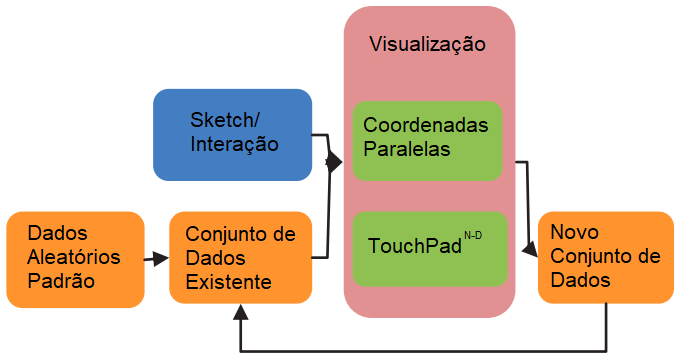 Visualização
Sketch/
Interação
Coordenadas
Paralelas
Dados
Aleatórios
Padrão
Conjunto de
Dados
Existente
TouchPad N-D
Novo
Conjunto de
Dados